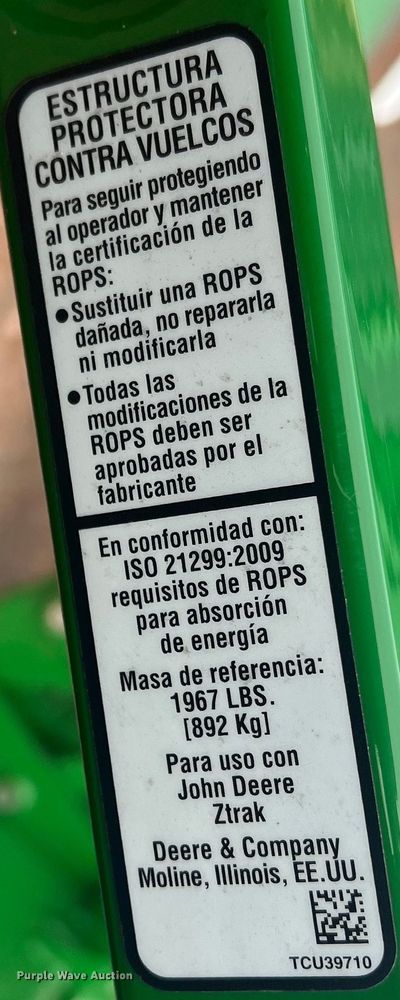 ESTRUCTURA
PROTECTORA
CONTRA VUELCOS
Para seguir protegiendo
al operador y mantener
la certificación de la
ROPS:
●Sustituir una ROPS
dañada, no repararla
ni modificarla
●Todas las
modificaciones de la
ROPS deben ser
aprobadas por el
fabricante
En conformidad con:
ISO 21299:2009
requisitos de ROPS
para absorción
de energía
Masa de referencia:
1967 LBS.
[892 Kg]
Para uso con
John Deere
Ztrak
Deere & Company
Moline, Illinois, EE.UU.
TCU39710
Purple Wave Auction